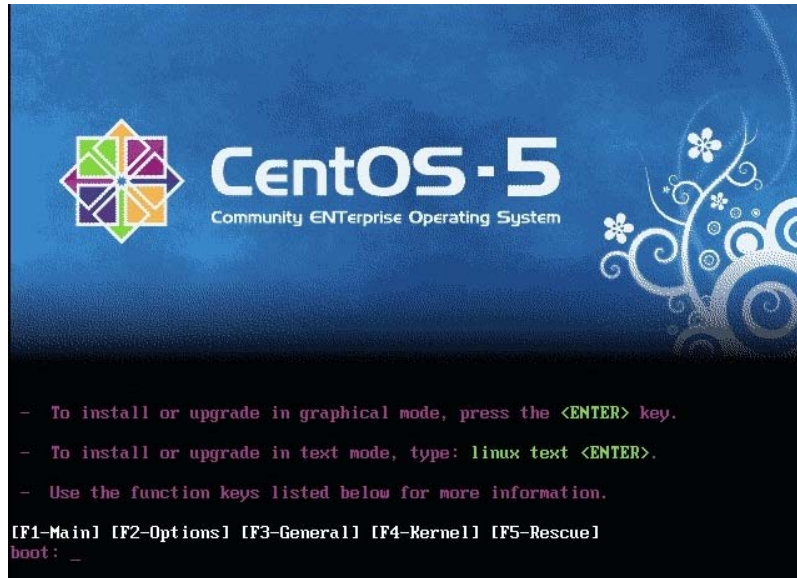 CentOS - 5
Community ENTerprise Operating System
- To install or upgrade in graphical mode, press the <ENTER> key.
- To install or upgrade in text mode, type: linux text <ENTER>.
- Use the function keys listed below for more information.
[F1-Main] [F2-Options] [F3-General] [F4-Kernel] [F5-Rescue]
boot: _